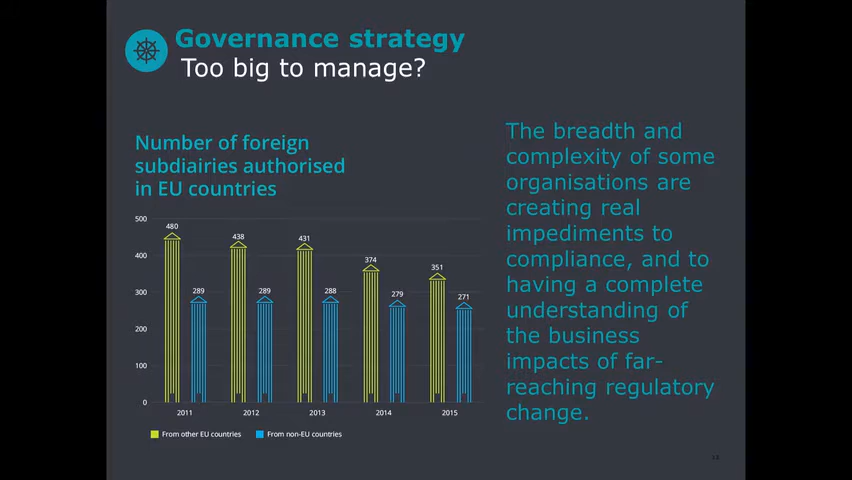 Governance strategy
Too big to manage?
Number of foreign
subdiairies authorised
in EU countries
The breadth and
complexity of some
organisations are
creating real
impediments to
compliance, and to
having a complete
understanding of
the business
impacts of far-
reaching regulatory
change.
500
400
300
200
100
0
480
289
438
289
431
288
374
279
351
271
2011
2012
2013
2014
2015
From other EU countries
From non-EU countries